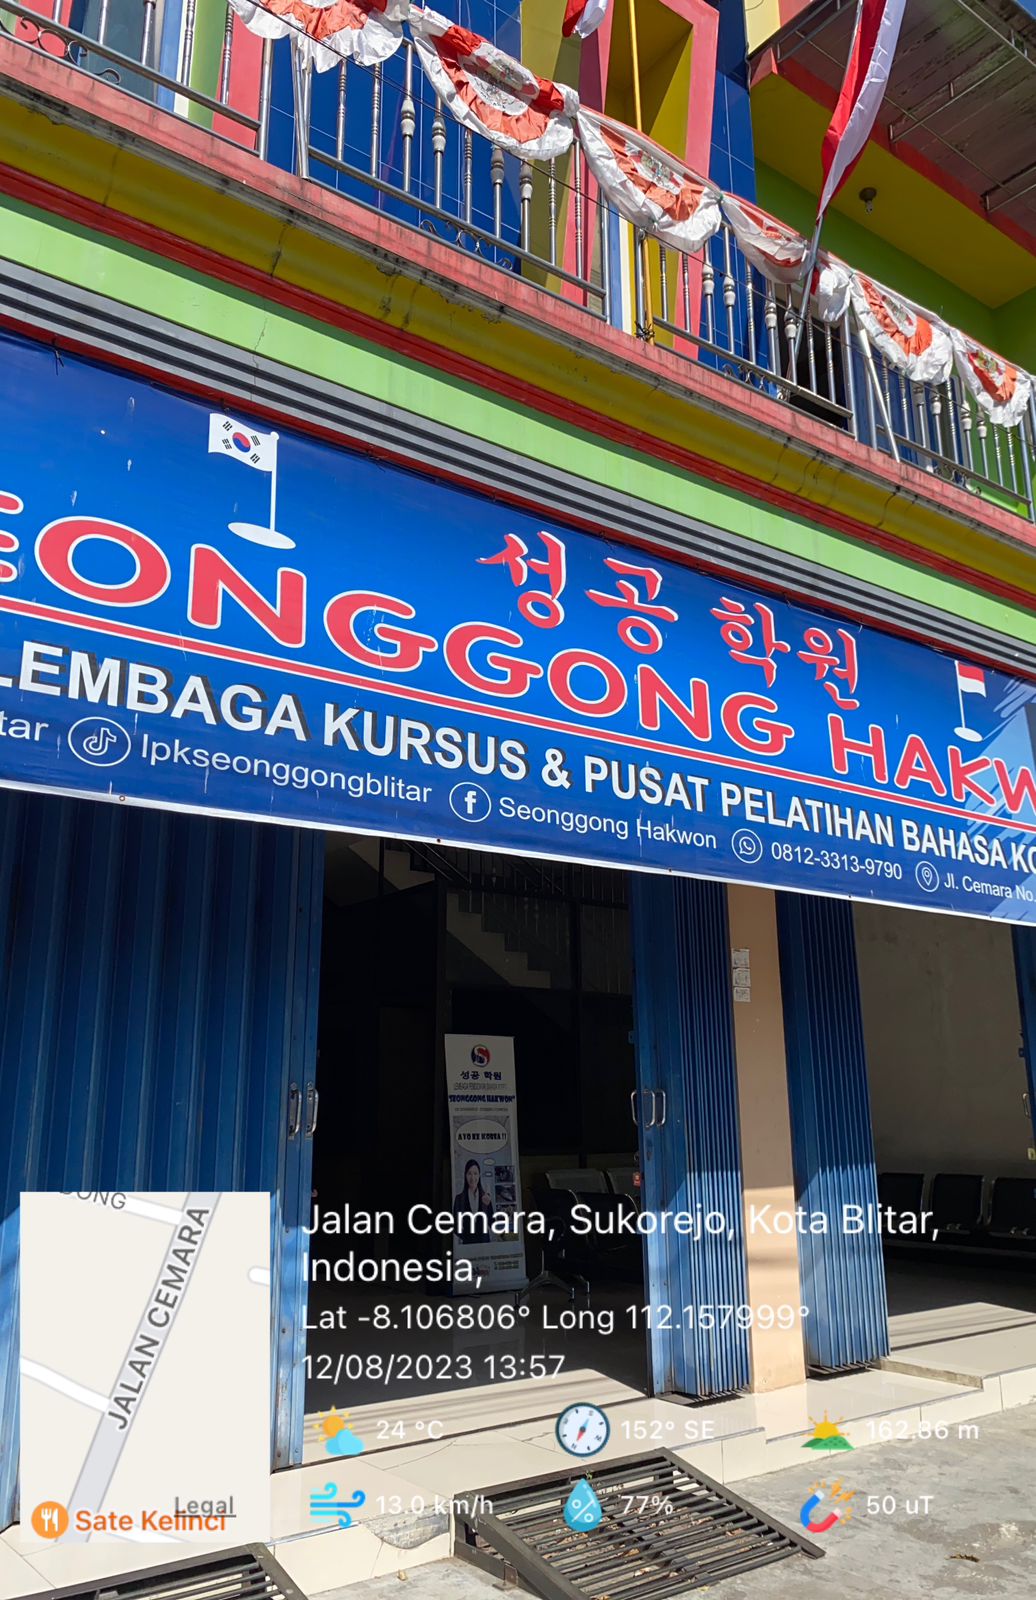 성공 학원
EONGGONG HAKW
LEMBAGA KURSUS & PUSAT PELATIHAN BAHASA KO
tar lpkseonggongblitar Seonggong Hakwon 0812-3313-9790 Jl. Cemara No.
성공 학원
"SEONGGONG HAKWON"
AYO KE KOREA !!
JALAN CEMARA
Sate Kelinci
Legal
Jalan Cemara, Sukorejo, Kota Blitar,
Indonesia,
Lat -8.106806° Long 112.157999°
12/08/2023 13:57
24 °C 152° SE 162.86 m
13.0 km/h 77% 50 uT